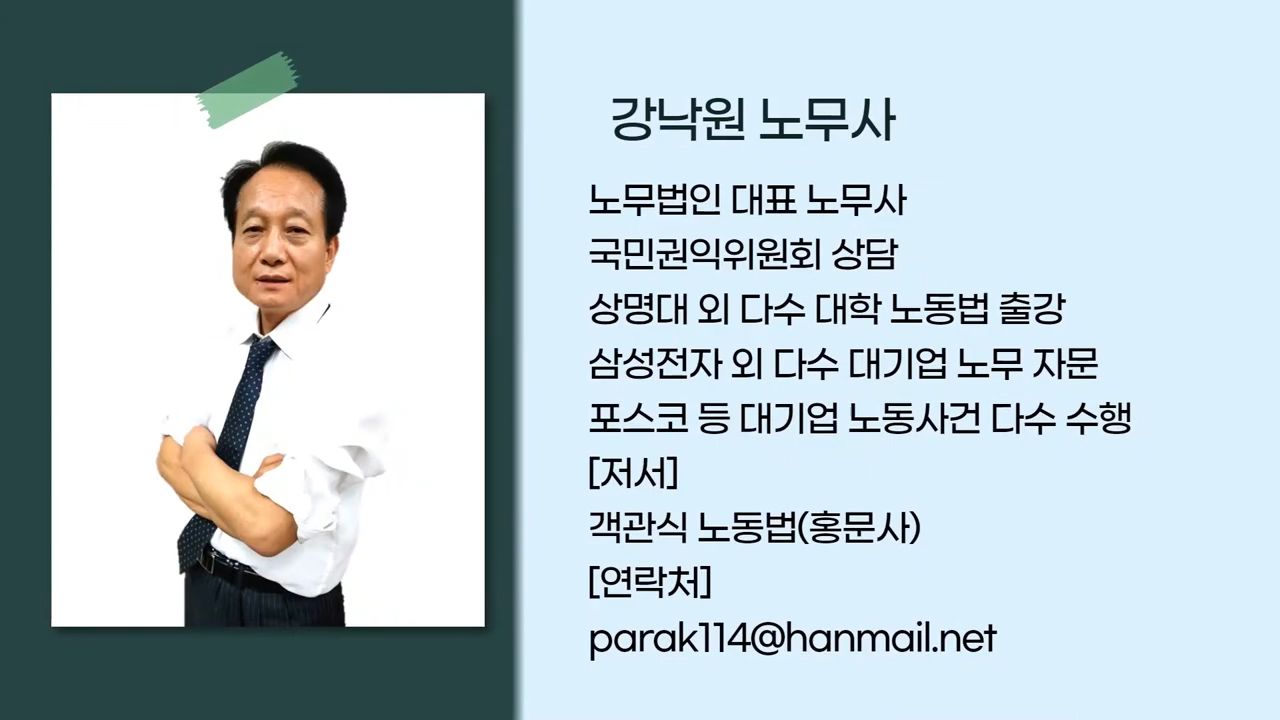 강낙원 노무사
노무법인 대표 노무사
국민권익위원회 상담
상명대 외 다수 대학 노동법 출강
삼성전자 외 다수 대기업 노무 자문
포스코 등 대기업 노동사건 다수 수행
[저서]
객관식 노동법(홍문사)
[연락처]
parak114@hanmail.net